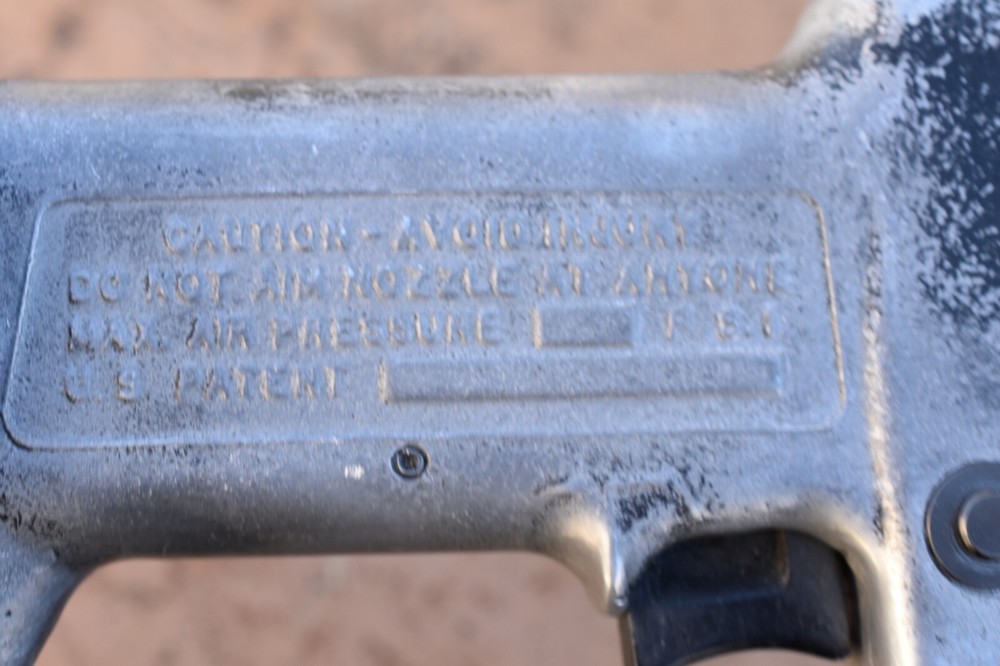 CAUTION - AVOID INJURY
DO NOT AIM NOZZLE AT ANYONE
MAX. AIR PRESSURE P.S.I
U.S. PATENT